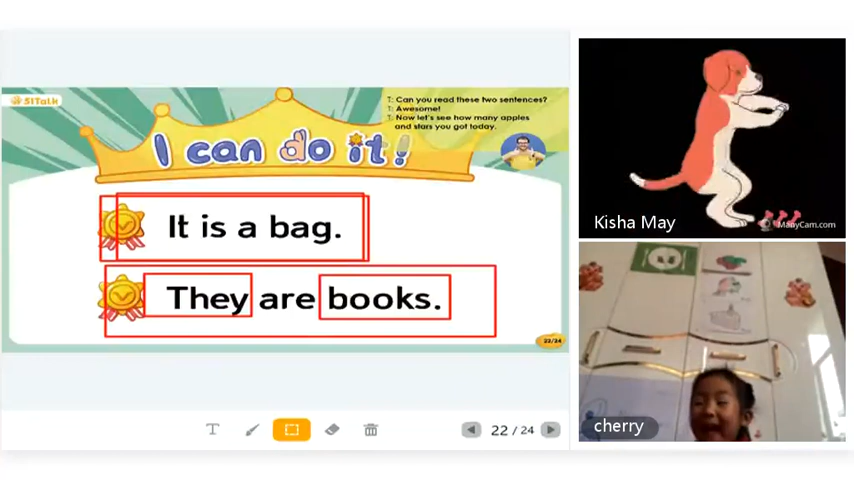 51Talk
T: Can you read these two sentences?
T: Awesome!
T: Now let's see how many apples
and stars you got today.
I can do it!
It is a bag.
They are books.
22/24
T
22 / 24
Kisha May
ManyCam.com
cherry